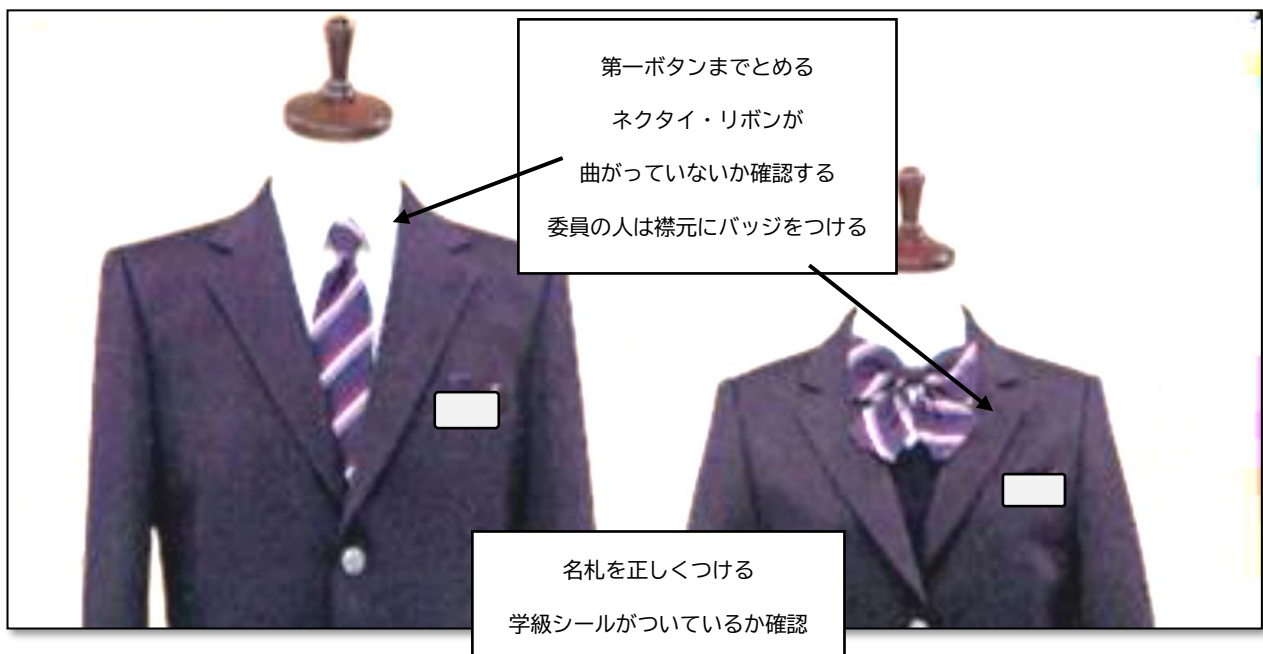 第一ボタンまでとめる
ネクタイ・リボンが
曲がっていないか確認する
委員の人は襟元にバッジをつける
名札を正しくつける
学級シールがついているか確認